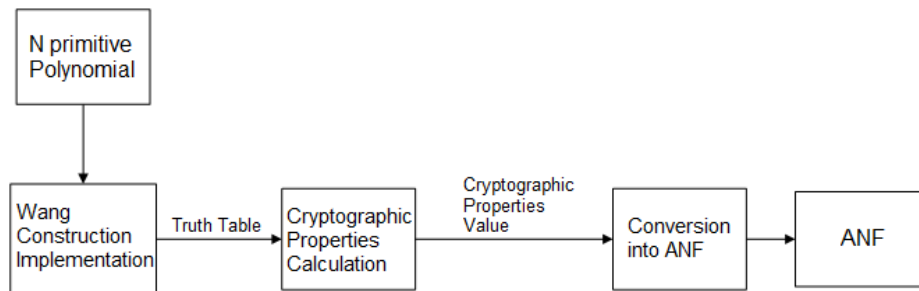 N primitive
Polynomial
Wang
Construction
Implementation
Truth Table
Cryptographic
Properties
Calculation
Cryptographic
Properties
Value
Conversion
into ANF
ANF